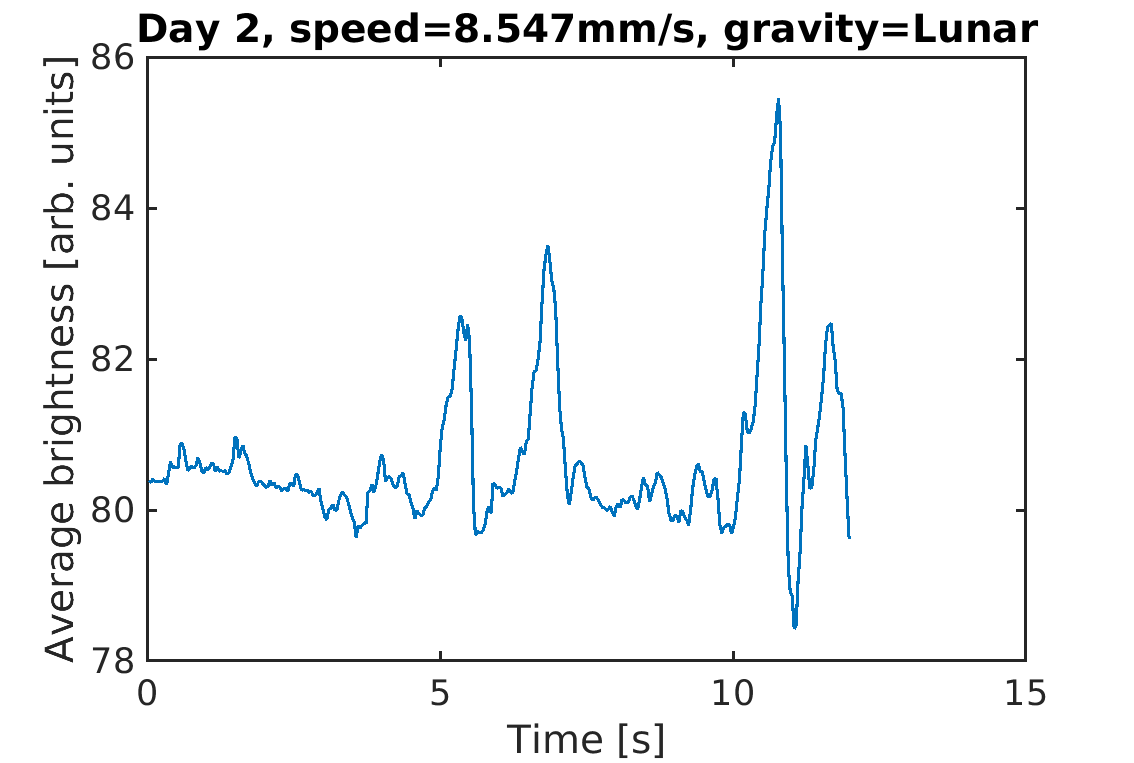 Day 2, speed=8.547mm/s, gravity=Lunar
Average brightness [arb. units]
86
84
82
80
78
0 5 10 15
Time [s]